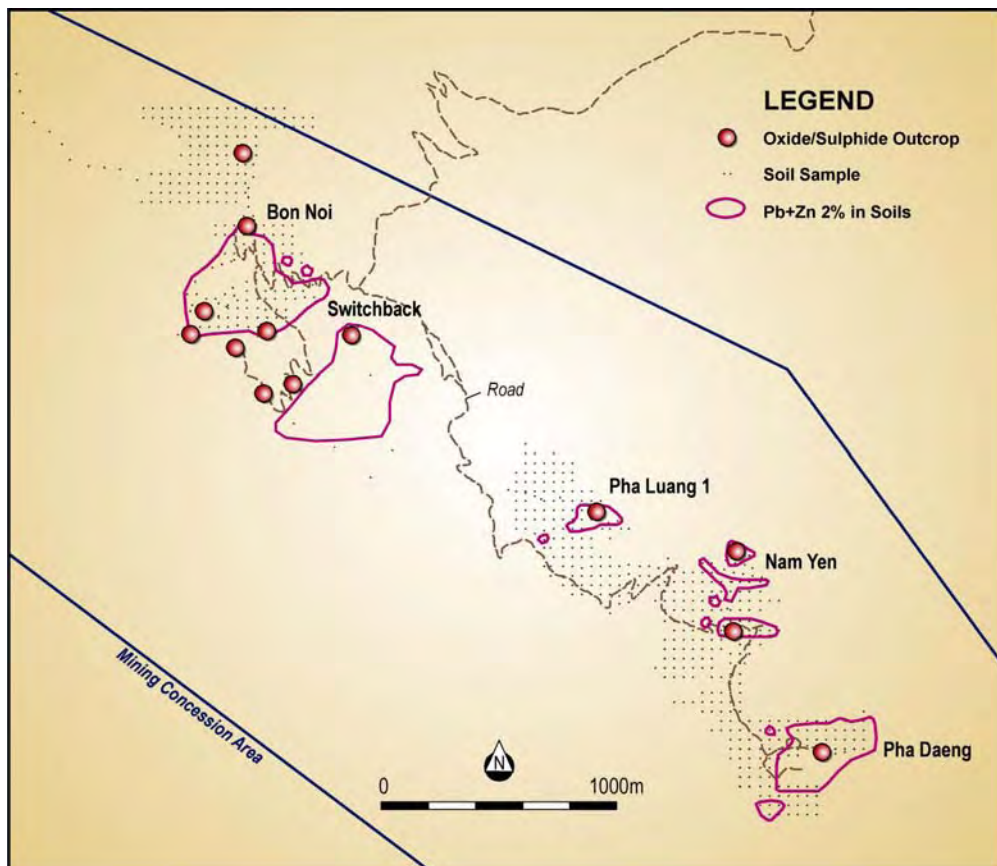 LEGEND
Oxide/Sulphide Outcrop
Soil Sample
Pb+Zn 2% in Soils
Bon Noi
Switchback
Road
Pha Luang 1
Nam Yen
Mining Concession Area
Pha Daeng
N
0 1000m